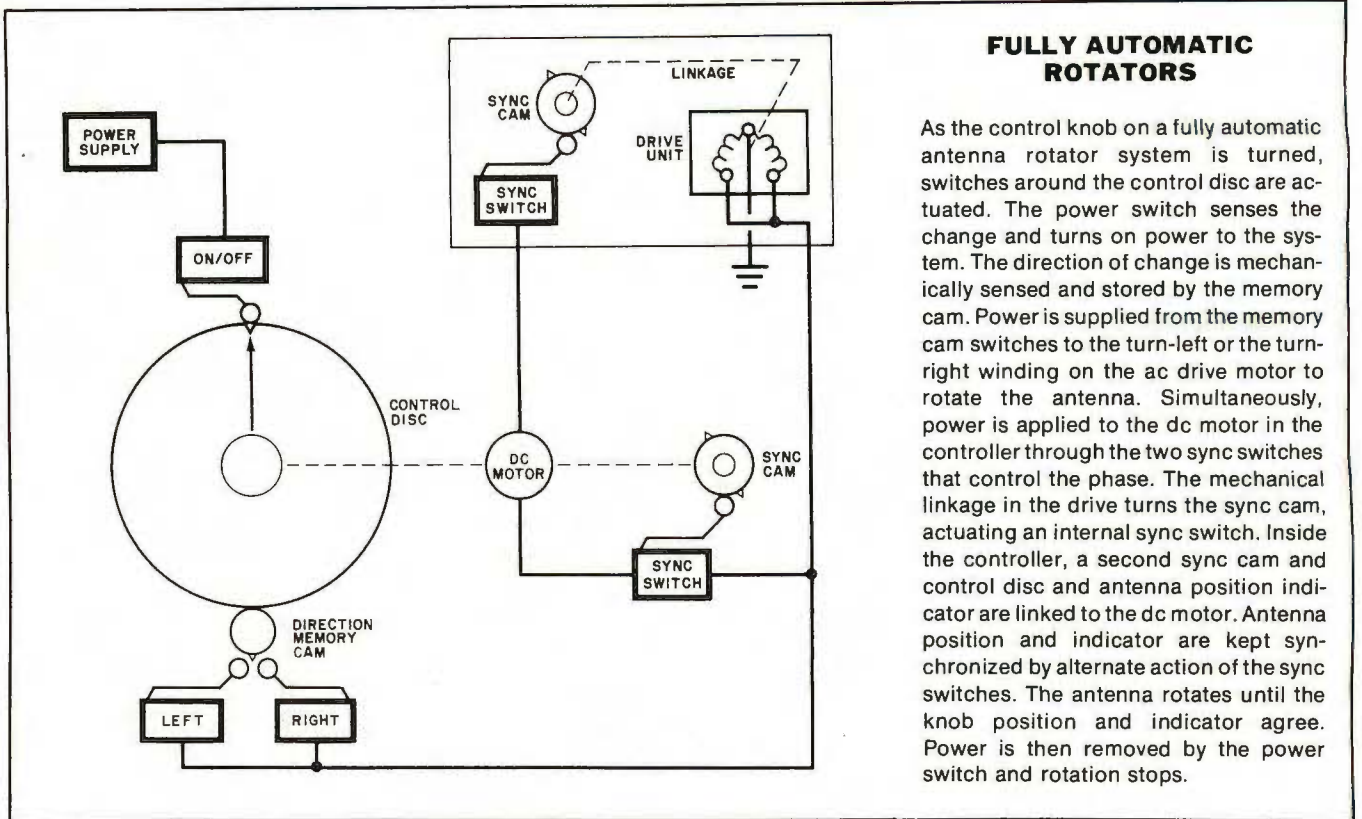 POWER
SUPPLY
ON/OFF
CONTROL
DISC
DIRECTION
MEMORY
CAM
LEFT
RIGHT
SYNC
CAM
LINKAGE
SYNC
SWITCH
DRIVE
UNIT
DC
MOTOR
SYNC
CAM
SYNC
SWITCH
FULLY AUTOMATIC
ROTATORS
As the control knob on a fully automatic
antenna rotator system is turned,
switches around the control disc are ac-
tuated. The power switch senses the
change and turns on power to the sys-
tem. The direction of change is mechan-
ically sensed and stored by the memory
cam. Power is supplied from the memory
cam switches to the turn-left or the turn-
right winding on the ac drive motor to
rotate the antenna. Simultaneously,
power is applied to the dc motor in the
controller through the two sync switches
that control the phase. The mechanical
linkage in the drive turns the sync cam,
actuating an internal sync switch. Inside
the controller, a second sync cam and
control disc and antenna position indi-
cator are linked to the dc motor. Antenna
position and indicator are kept syn-
chronized by alternate action of the sync
switches. The antenna rotates until the
knob position and indicator agree.
Power is then removed by the power
switch and rotation stops.